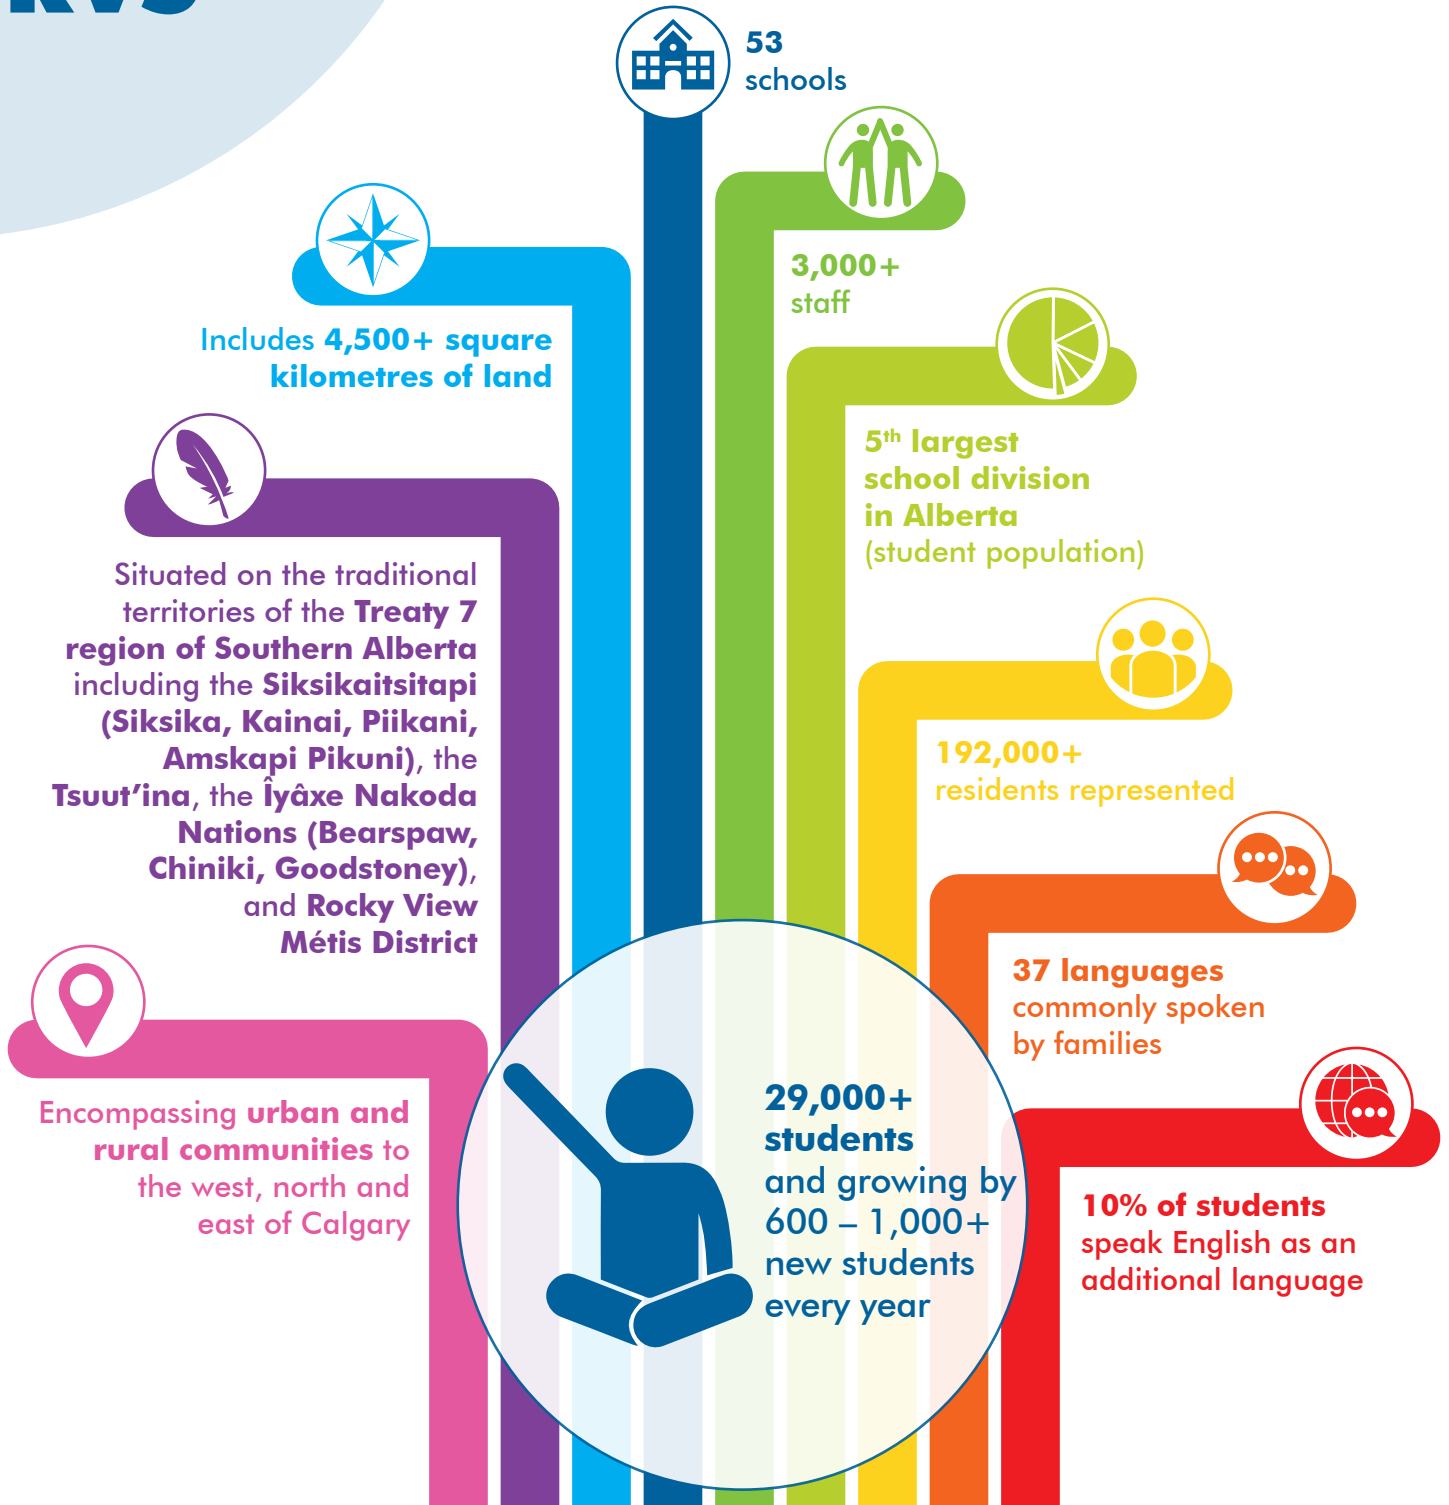 RVS
53
schools
3,000+
staff
Includes 4,500+ square
kilometres of land
5th largest
school division
in Alberta
(student population)
Situated on the traditional
territories of the Treaty 7
region of Southern Alberta
including the Siksikaitsitapi
(Siksika, Kainai, Piikani,
Amskapi Pikuni), the
Tsuut’ina, the Îyâxe Nakoda
Nations (Bearspaw,
Chiniki, Goodstoney),
and Rocky View
Métis District
192,000+
residents represented
37 languages
commonly spoken
by families
Encompassing urban and
rural communities to
the west, north and
east of Calgary
29,000+
students
and growing by
600 – 1,000+
new students
every year
10% of students
speak English as an
additional language